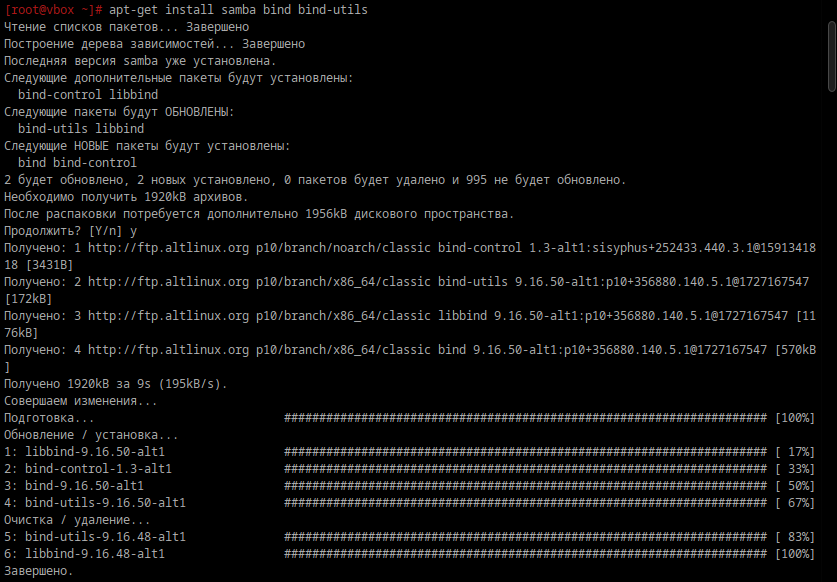 [root@vbox ~]# apt-get install samba bind bind-utils
Чтение списков пакетов... Завершено
Построение дерева зависимостей... Завершено
Последняя версия samba уже установлена.
Следующие дополнительные пакеты будут установлены:
  bind-control libbind
Следующие пакеты будут ОБНОВЛЕНЫ:
  bind-utils libbind
Следующие НОВЫЕ пакеты будут установлены:
  bind bind-control
2 будет обновлено, 2 новых установлено, 0 пакетов будет удалено и 995 не будет обновлено.
Необходимо получить 1920kB архивов.
После распаковки потребуется дополнительно 1956kB дискового пространства.
Продолжить? [Y/n] y
Получено: 1 http://ftp.altlinux.org p10/branch/noarch/classic bind-control 1.3-alt1:sisyphus+252433.440.3.1@15913418
18 [3431B]
Получено: 2 http://ftp.altlinux.org p10/branch/x86_64/classic bind-utils 9.16.50-alt1:p10+356880.140.5.1@1727167547
[172kB]
Получено: 3 http://ftp.altlinux.org p10/branch/x86_64/classic libbind 9.16.50-alt1:p10+356880.140.5.1@1727167547 [11
76kB]
Получено: 4 http://ftp.altlinux.org p10/branch/x86_64/classic bind 9.16.50-alt1:p10+356880.140.5.1@1727167547 [570kB
]
Получено 1920kB за 9s (195kB/s).
Совершаем изменения...
Подготовка... ##################################################################### [100%]
Обновление / установка...
1: libbind-9.16.50-alt1 ##################################################################### [ 17%]
2: bind-control-1.3-alt1 ##################################################################### [ 33%]
3: bind-9.16.50-alt1 ##################################################################### [ 50%]
4: bind-utils-9.16.50-alt1 ##################################################################### [ 67%]
Очистка / удаление...
5: bind-utils-9.16.48-alt1 ##################################################################### [ 83%]
6: libbind-9.16.48-alt1 ##################################################################### [100%]
Завершено.